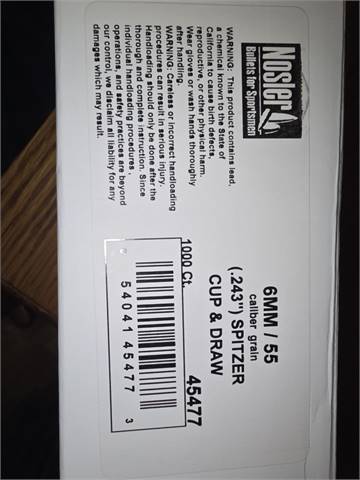 Nosler
Bullets for Sportsmen
WARNING: This product contains lead,
a chemical known to the State of
California to cause birth defects,
reproductive, or other physical harm.
Wear gloves or wash hands thoroughly
after handling.
WARNING: Careless or incorrect handloading
procedures can result in serious injury.
Handloading should only be done after the
thorough and complete instruction. Since
individual handloading procedures,
operations, and safety practices are beyond
our control, we disclaim all liability for any
damages which may result.
6MM / 55
caliber grain
(.243") SPITZER
CUP & DRAW
45477
1000 Ct.
5 4041 45477 3